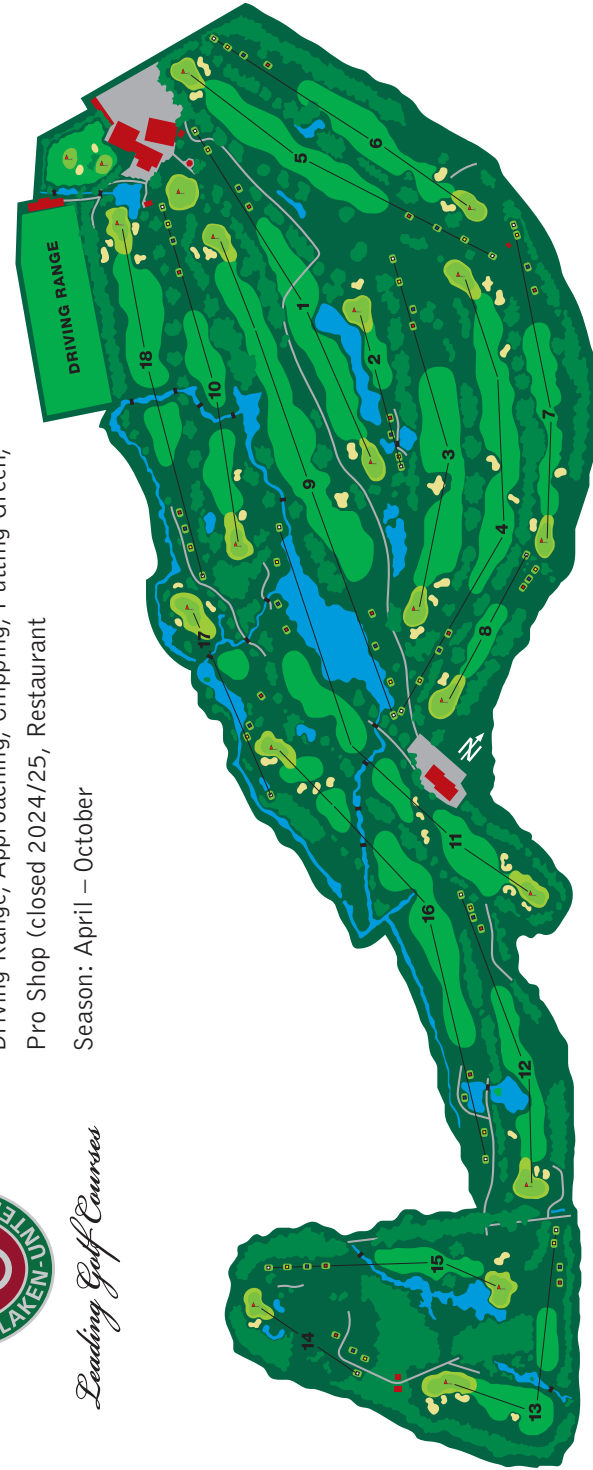 Driving Range, Approaching, Chipping, Putting Green,
Pro Shop (closed 2024/25, Restaurant
Season: April – October
Leading Golf Courses
LAKEN-UNTE
DRIVING RANGE
18
10
9
1
2
5
6
3
4
7
8
17
11
16
12
15
14
13
N